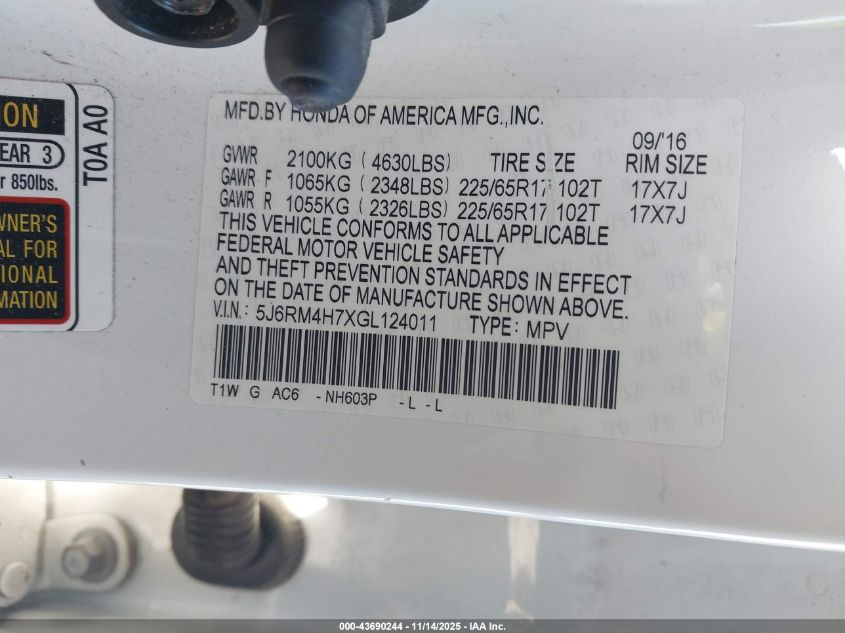 ION
EAR 3
r 850lbs.
WNER'S
AL FOR
IONAL
MATION
T0A A0
MFD.BY HONDA OF AMERICA MFG.,INC.
09/'16
GVWR 2100KG ( 4630LBS) TIRE SIZE RIM SIZE
GAWR F 1065KG ( 2348LBS) 225/65R17 102T 17X7J
GAWR R 1055KG ( 2326LBS) 225/65R17 102T 17X7J
THIS VEHICLE CONFORMS TO ALL APPLICABLE
FEDERAL MOTOR VEHICLE SAFETY
AND THEFT PREVENTION STANDARDS IN EFFECT
ON THE DATE OF MANUFACTURE SHOWN ABOVE.
V.I.N.: 5J6RM4H7XGL124011 TYPE: MPV
T1W G AC6 -NH603P -L -L
000-43690244 - 11/14/2025 - IAA Inc.